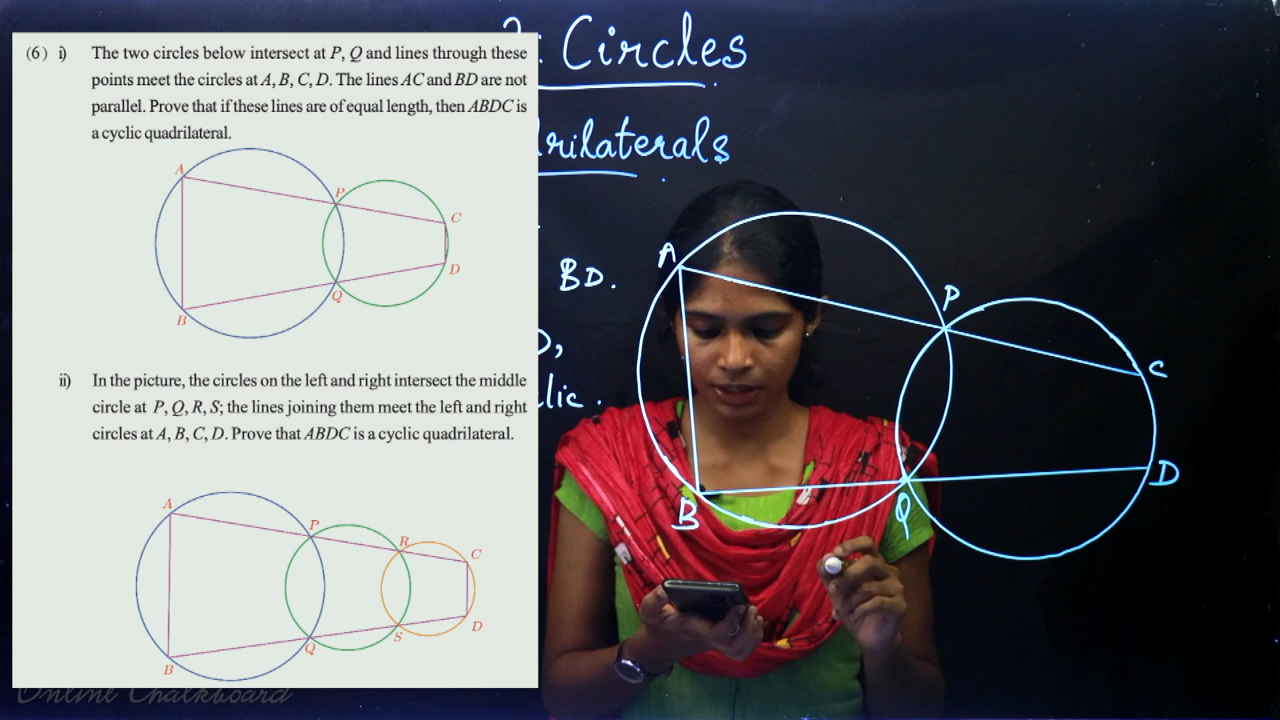 (6) i) The two circles below intersect at P, Q and lines through these
points meet the circles at A, B, C, D. The lines AC and BD are not
parallel. Prove that if these lines are of equal length, then ABDC is
a cyclic quadrilateral.
A
P
C
D
Q
B
ii) In the picture, the circles on the left and right intersect the middle
circle at P, Q, R, S; the lines joining them meet the left and right
circles at A, B, C, D. Prove that ABDC is a cyclic quadrilateral.
A
P
R
C
D
S
Q
B
Online Chalkboard
: Circles
BD.
A
P
C
D
B
Q